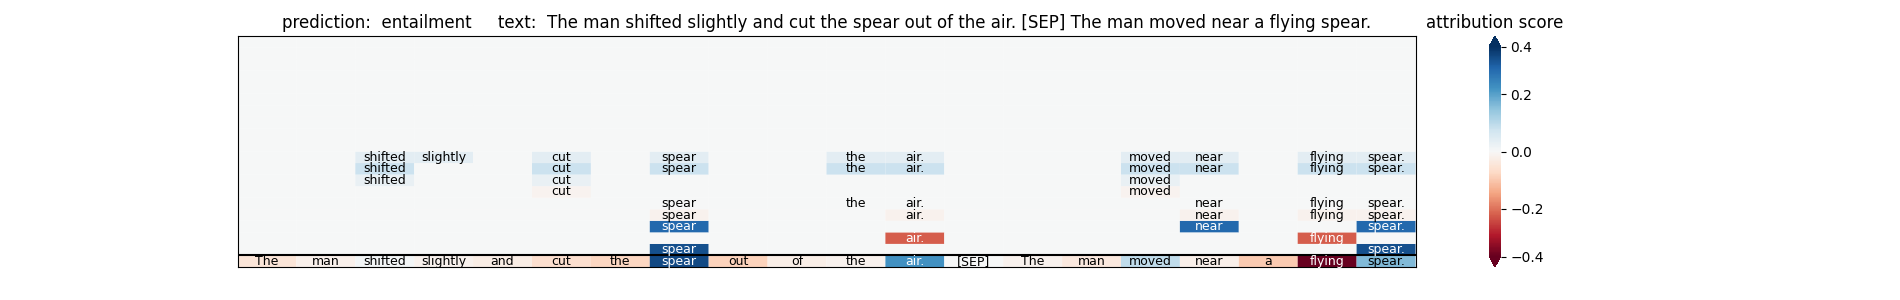 prediction: entailment text: The man shifted slightly and cut the spear out of the air. [SEP] The man moved near a flying spear. attribution score
0.4
0.2
0.0
−0.2
−0.4
shifted slightly cut spear the air. moved near flying spear.
shifted cut spear the air. moved near flying spear.
shifted cut moved
cut moved
spear the air. near flying spear.
spear air. near flying spear.
spear near spear.
air. flying
spear spear.
The man shifted slightly and cut the spear out of the air. [SEP] The man moved near a flying spear.